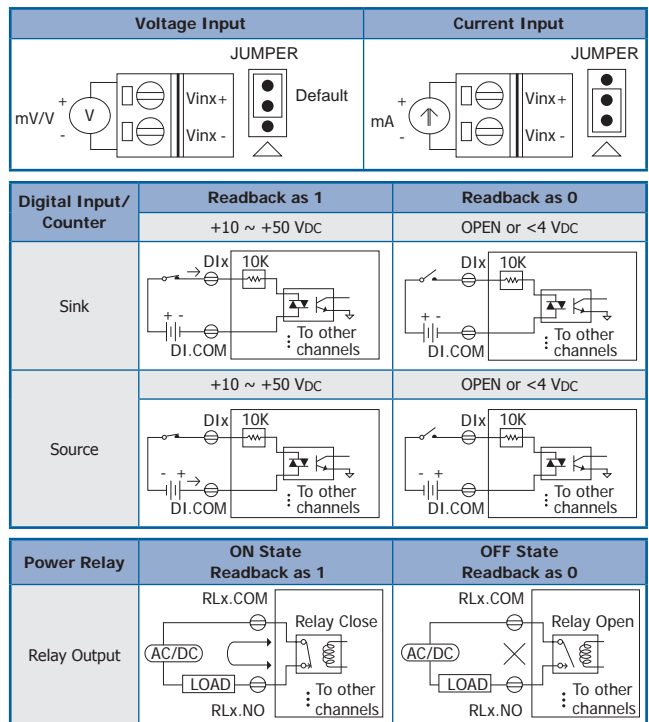 Voltage Input
Current Input
JUMPER
mV/V
+
-
V
Vinx+
Vinx -
Default
JUMPER
mA
+
-
Vinx+
Vinx -
Digital Input/
Counter
Readback as 1
Readback as 0
+10 ~ +50 VDC
OPEN or <4 VDC
Sink
DIx
10K
+ -
DI.COM
To other
channels
DIx
10K
+ -
DI.COM
To other
channels
Source
+10 ~ +50 VDC
OPEN or <4 VDC
DIx
10K
- +
DI.COM
To other
channels
DIx
10K
- +
DI.COM
To other
channels
Power Relay
ON State
Readback as 1
OFF State
Readback as 0
Relay Output
RLx.COM
Relay Close
AC/DC
LOAD
RLx.NO
To other
channels
RLx.COM
Relay Open
AC/DC
LOAD
RLx.NO
To other
channels